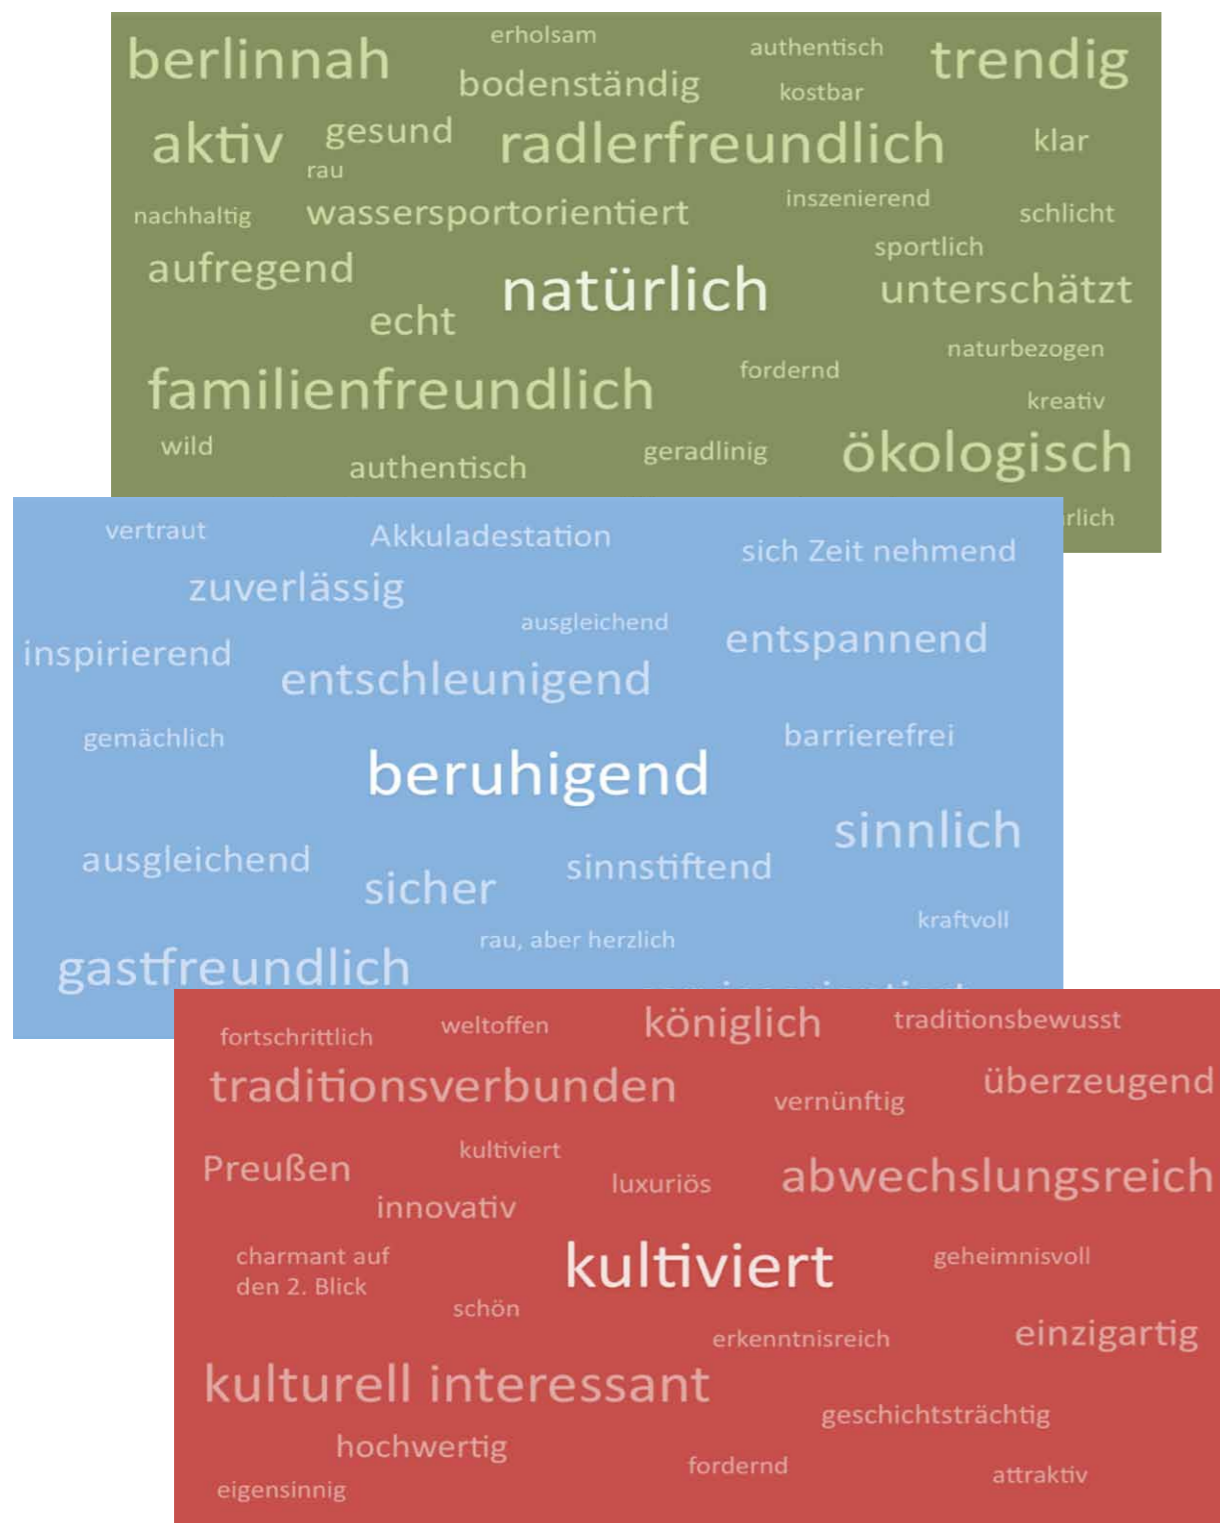 erholsam
berlinnah
authentisch
trendig
bodenständig
kostbar
aktiv
gesund
radlerfreundlich
klar
rau
nachhaltig
wassersportorientiert
inszenierend
schlicht
sportlich
aufregend
natürlich
unterschätzt
echt
naturbezogen
familienfreundlich
fordernd
kreativ
wild
authentisch
geradlinig
ökologisch
rlich
vertraut
Akkuladestation
sich Zeit nehmend
zuverlässig
ausgleichend
entspannend
inspirierend
entschleunigend
gemächlich
barrierefrei
beruhigend
sinnlich
ausgleichend
sinnstiftend
sicher
kraftvoll
rau, aber herzlich
gastfreundlich
fortschrittlich
weltoffen
königlich
traditionsbewusst
traditionsverbunden
vernünftig
überzeugend
Preußen
kultiviert
luxuriös
abwechslungsreich
innovativ
charmant auf
den 2. Blick
kultiviert
geheimnisvoll
schön
erkenntnisreich
einzigartig
kulturell interessant
geschichtsträchtig
hochwertig
fordernd
attraktiv
eigensinnig